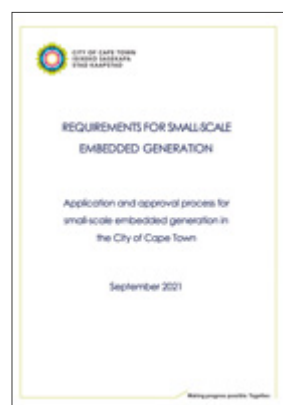 CITY OF CAPE TOWN
ISIXEKO SASEKAPA
STAD KAAPSTAD
REQUIREMENTS FOR SMALL-SCALE
EMBEDDED GENERATION
Application and approval process for
small-scale embedded generation in
the City of Cape Town
September 2021
Making progress possible. Together.